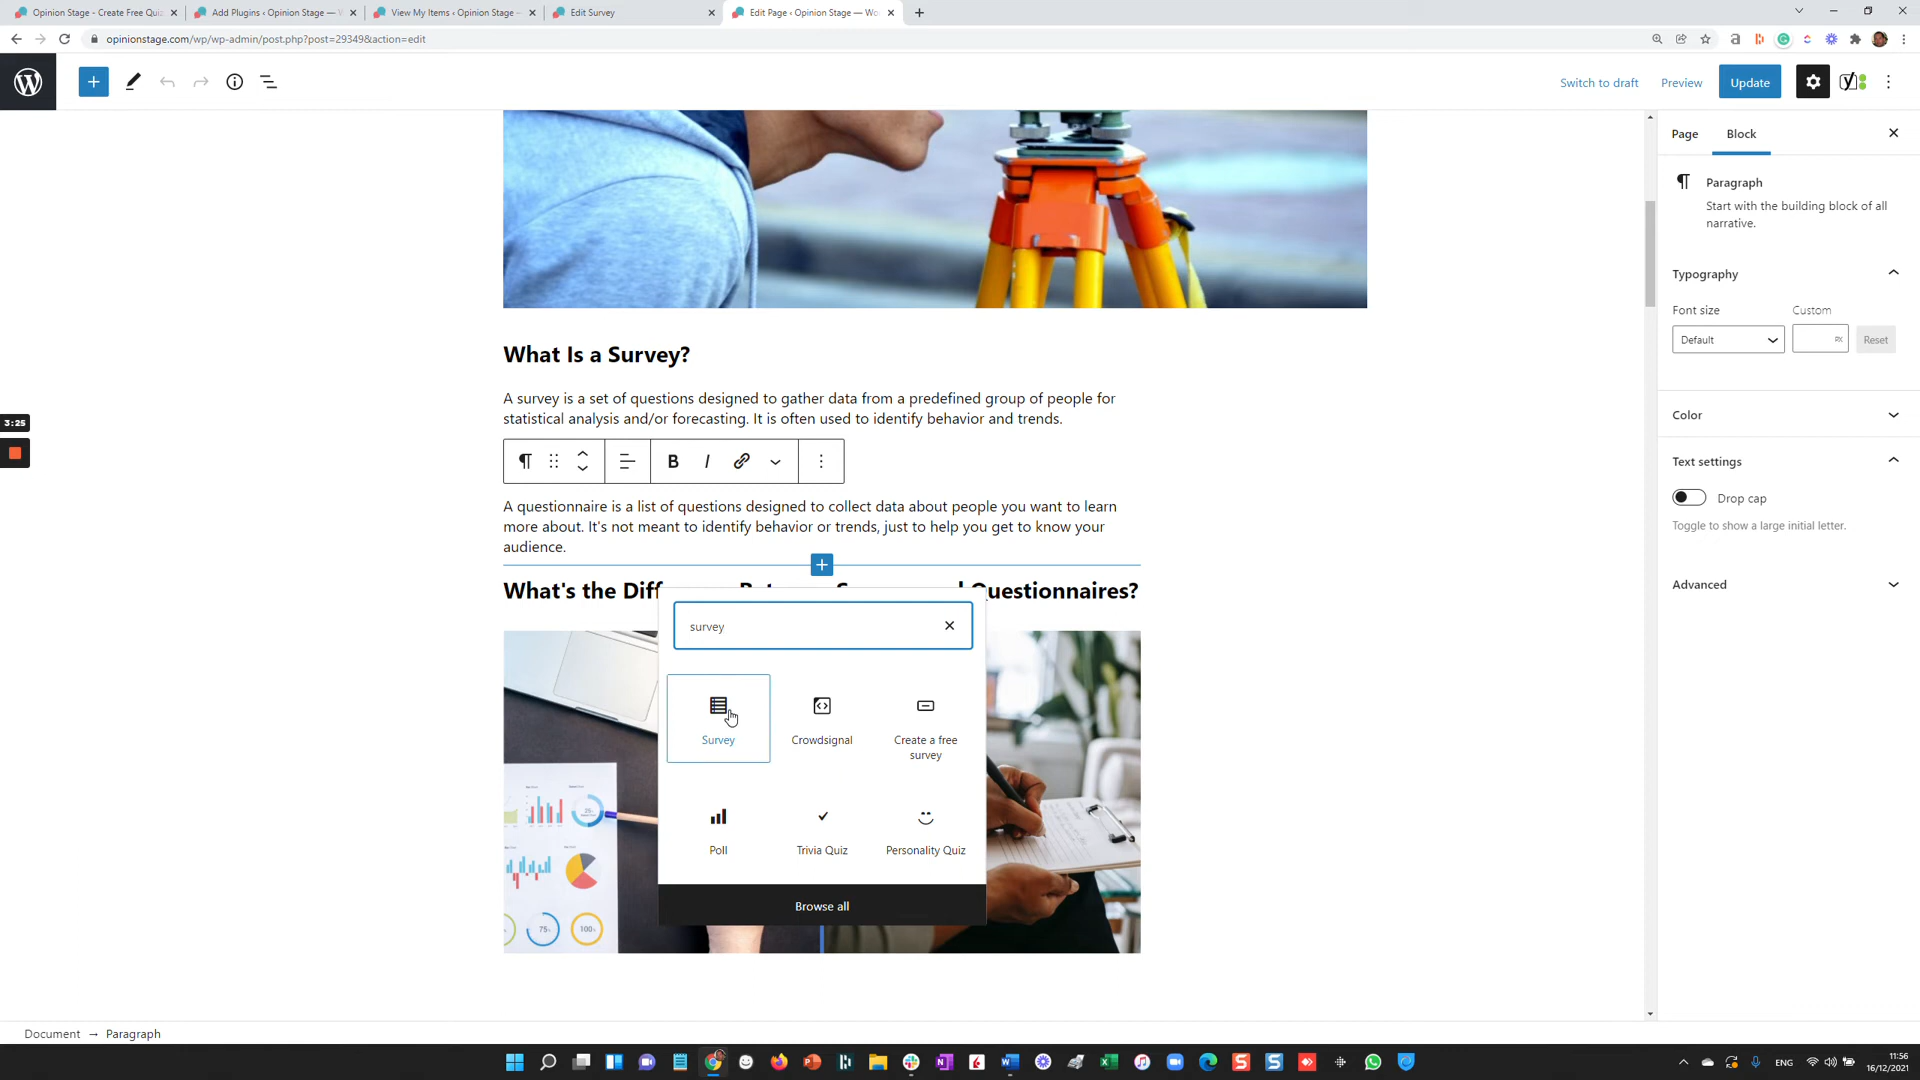 Opinion Stage - Create Free Quiz
Add Plugins ‹ Opinion Stage —
View My Items ‹ Opinion Stage -
Edit Survey
Edit Page ‹ Opinion Stage — Wor
opinionstage.com/wp/wp-admin/post.php?post=29349&action=edit
Switch to draft
Preview
Update
Page
Block
Paragraph
Start with the building block of all
narrative.
Typography
Font size
Custom
Default
PX
Reset
Color
Text settings
Drop cap
Toggle to show a large initial letter.
Advanced
3:25
What Is a Survey?
A survey is a set of questions designed to gather data from a predefined group of people for
statistical analysis and/or forecasting. It is often used to identify behavior and trends.
B I
A questionnaire is a list of questions designed to collect data about people you want to learn
more about. It's not meant to identify behavior or trends, just to help you get to know your
audience.
What's the Questionnaires?
survey
Survey
Crowdsignal
Create a free
survey
Poll
Trivia Quiz
Personality Quiz
Browse all
25%
75%
100%
Document → Paragraph
ENG
11:56
16/12/2021